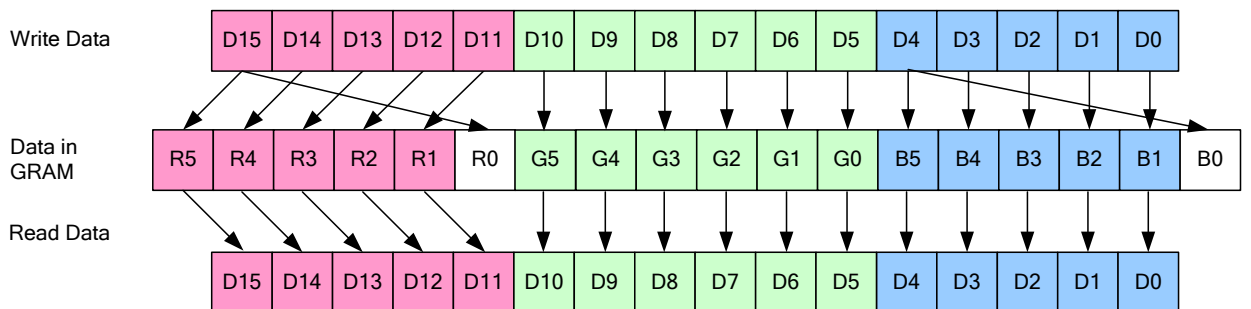 Write Data D15 D14 D13 D12 D11 D10 D9 D8 D7 D6 D5 D4 D3 D2 D1 D0
Data in
GRAM
R5 R4 R3 R2 R1 R0 G5 G4 G3 G2 G1 G0 B5 B4 B3 B2 B1 B0
Read Data
D15 D14 D13 D12 D11 D10 D9 D8 D7 D6 D5 D4 D3 D2 D1 D0